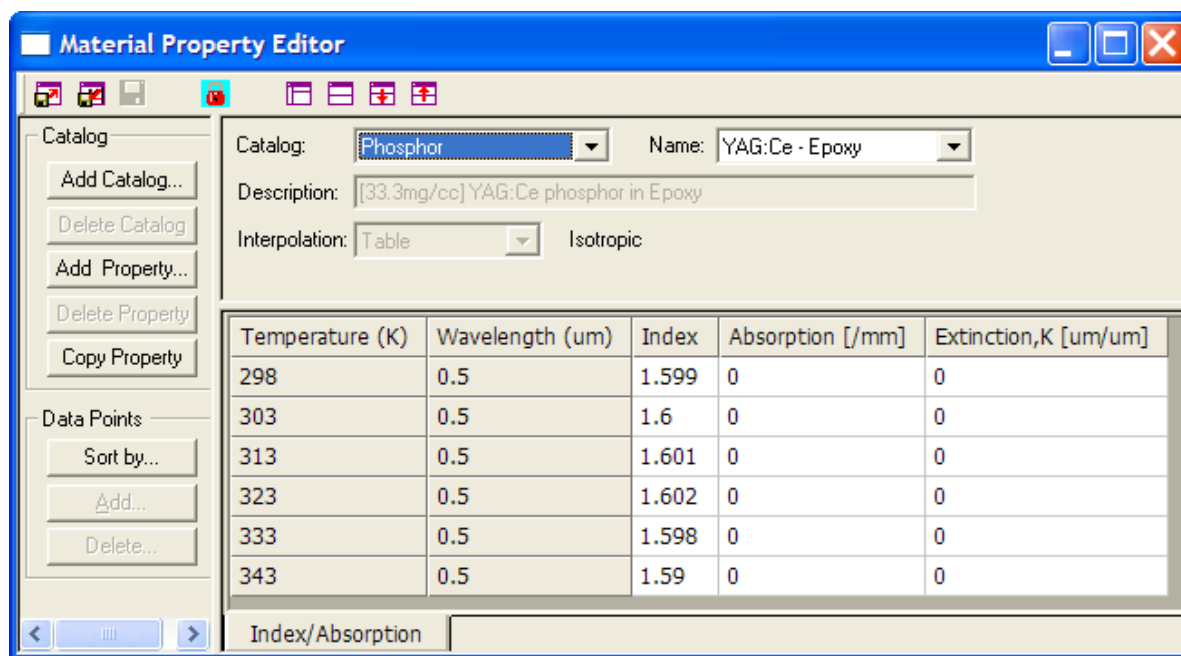 Material Property Editor
Catalog
Add Catalog...
Delete Catalog
Add Property...
Delete Property
Copy Property
Data Points
Sort by...
Add...
Delete...
Catalog: Phosphor Name: YAG:Ce - Epoxy
Description: [33.3mg/cc] YAG:Ce phosphor in Epoxy
Interpolation: Table Isotropic
Temperature (K) Wavelength (um) Index Absorption [/mm] Extinction,K [um/um]
298 0.5 1.599 0 0
303 0.5 1.6 0 0
313 0.5 1.601 0 0
323 0.5 1.602 0 0
333 0.5 1.598 0 0
343 0.5 1.59 0 0
Index/Absorption